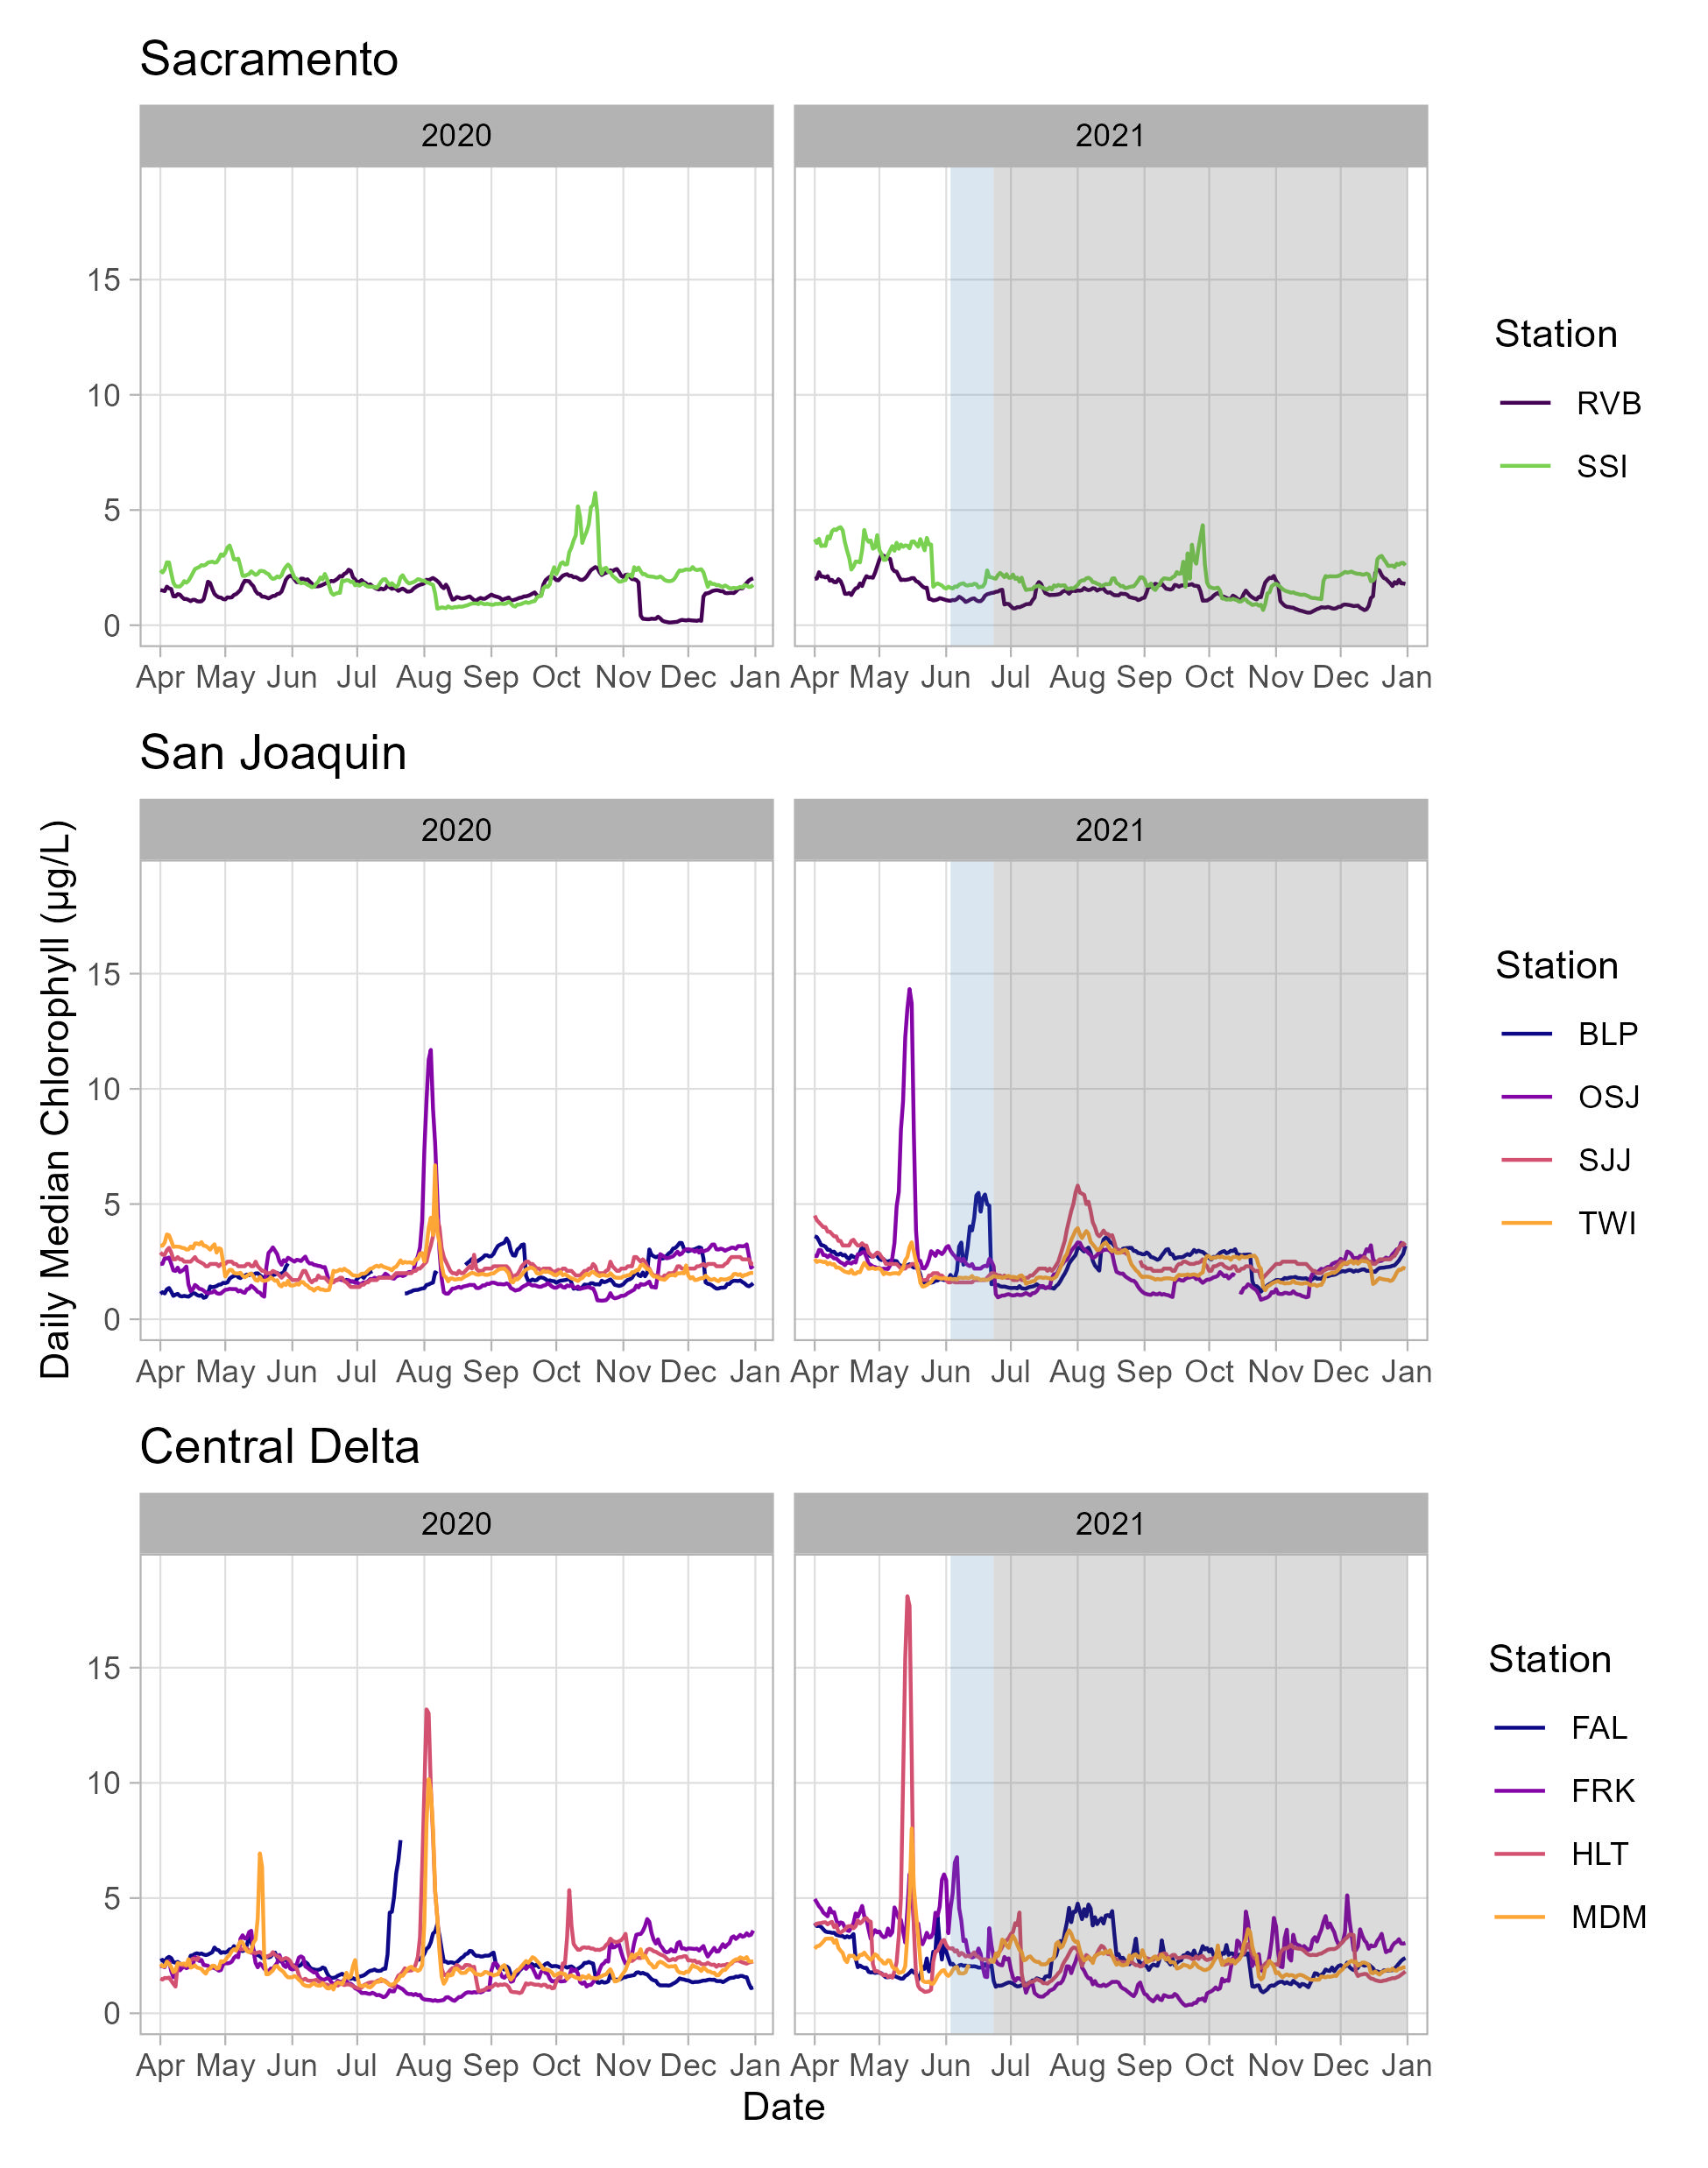 Sacramento
2020 2021
15
10
5
0
Apr May Jun Jul Aug Sep Oct Nov Dec Jan Apr May Jun Jul Aug Sep Oct Nov Dec Jan
Station
RVB
SSI
San Joaquin
2020 2021
15
10
5
0
Apr May Jun Jul Aug Sep Oct Nov Dec Jan Apr May Jun Jul Aug Sep Oct Nov Dec Jan
Station
BLP
OSJ
SJJ
TWI
Daily Median Chlorophyll (µg/L)
Central Delta
2020 2021
15
10
5
0
Apr May Jun Jul Aug Sep Oct Nov Dec Jan Apr May Jun Jul Aug Sep Oct Nov Dec Jan
Date
Station
FAL
FRK
HLT
MDM